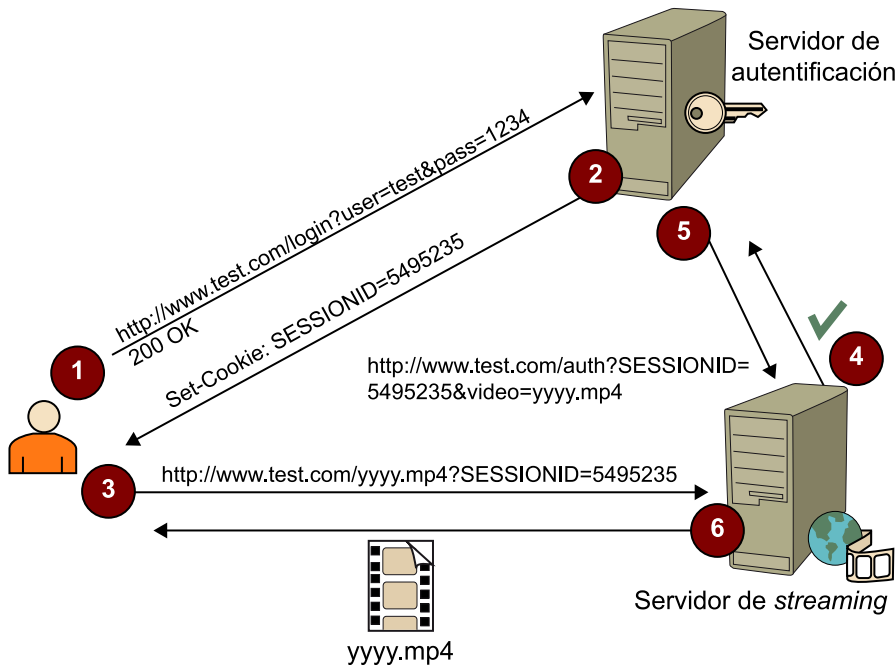 Servidor de
autentificación
http://www.test.com/login?user=test&pass=1234
200 OK
Set-Cookie: SESSIONID=5495235
2
5
1
4
http://www.test.com/auth?SESSIONID=
5495235&video=yyyy.mp4
3
http://www.test.com/yyyy.mp4?SESSIONID=5495235
6
Servidor de streaming
yyyy.mp4